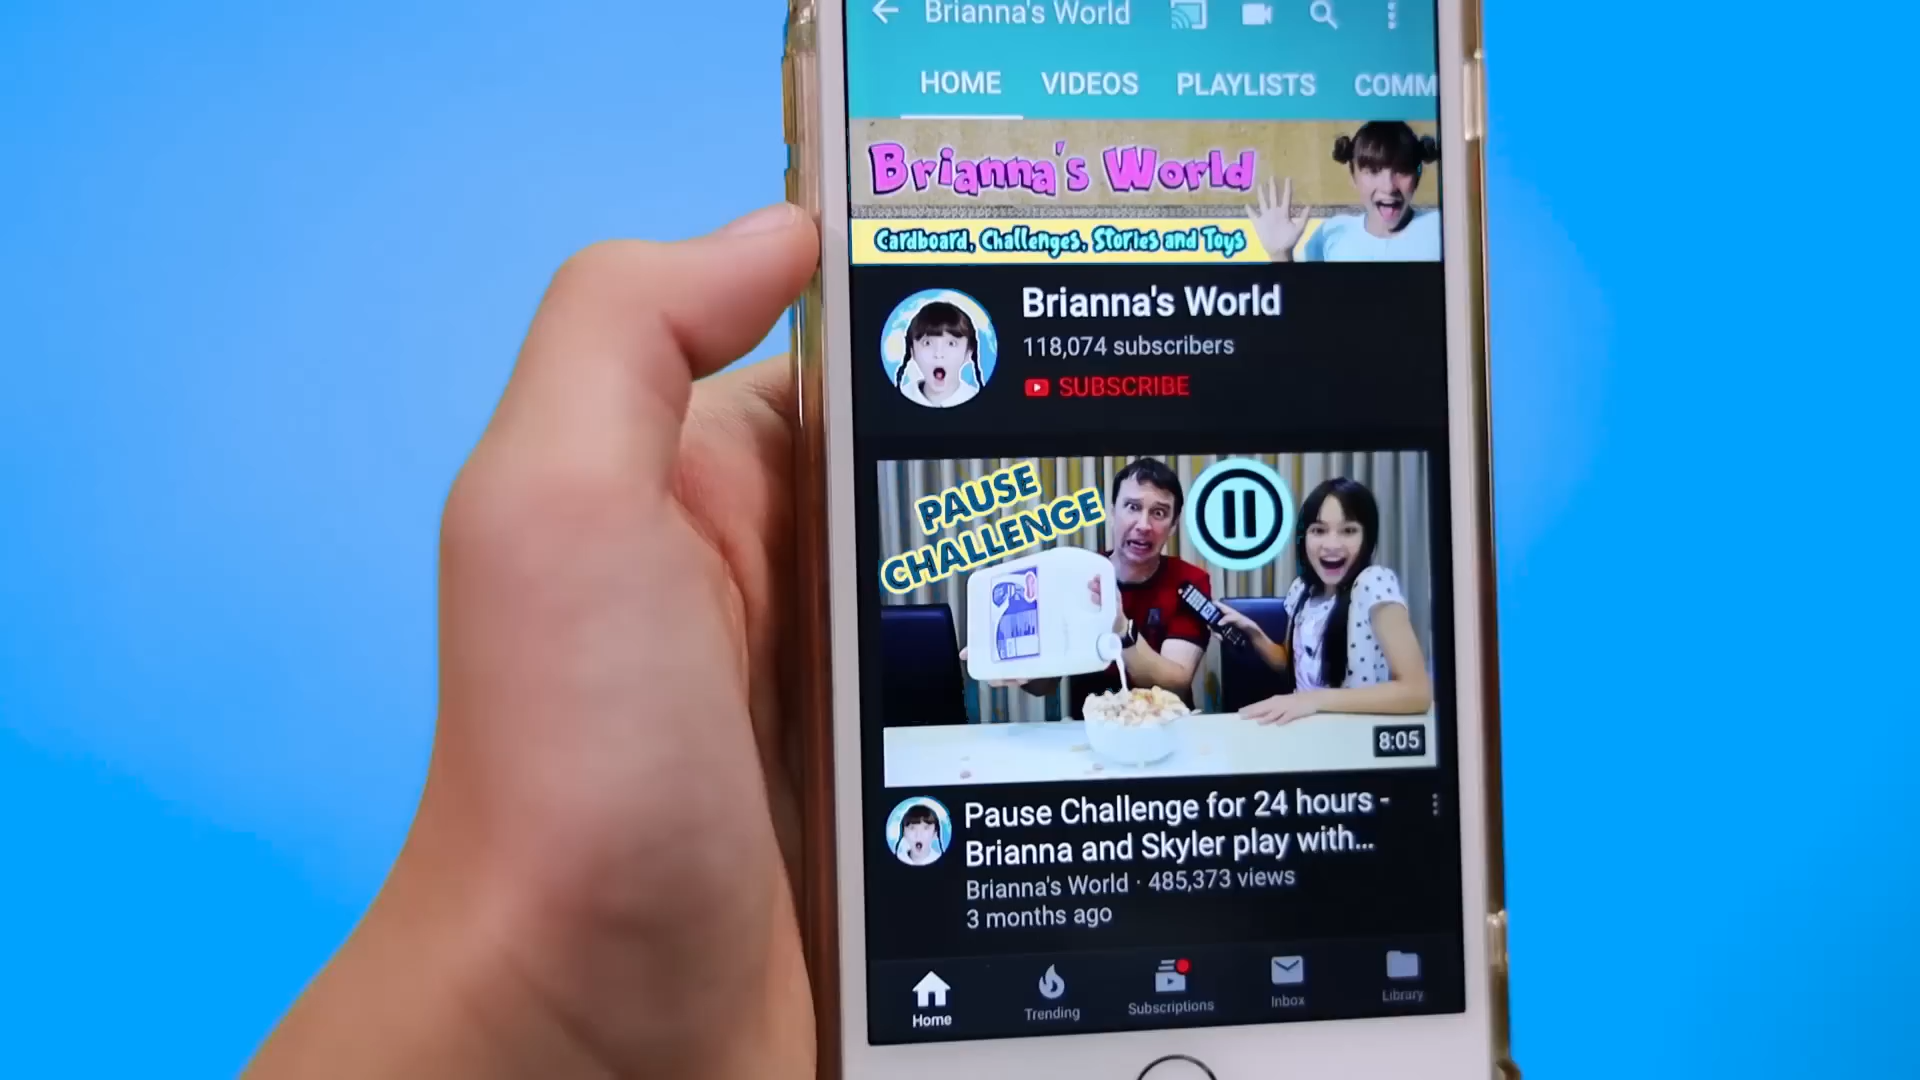 Brianna's World
HOME VIDEOS PLAYLISTS COMM
Brianna's World
Cardboard, Challenges, Stories and Toys
Brianna's World
118,074 subscribers
SUBSCRIBE
PAUSE
CHALLENGE
8:05
Pause Challenge for 24 hours -
Brianna and Skyler play with...
Brianna's World · 485,373 views
3 months ago
Home Trending Subscriptions Inbox Library